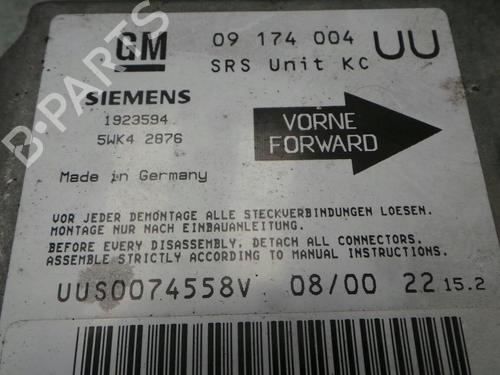 GM 09 174 004 UU
SRS Unit KC
SIEMENS
1923594
5WK4 2876
VORNE
FORWARD
Made in Germany
VOR JEDER DEMONTAGE ALLE STECKVERBINDUNGEN LOESEN.
MONTAGE NUR NACH EINBAUANLEITUNG.
BEFORE EVERY DISASSEMBLY, DETACH ALL CONNECTORS.
ASSEMBLE STRICTLY ACCORDING TO MANUAL INSTRUCTIONS.
UUS0074558V 08/00 22 15.2
B-PARTS